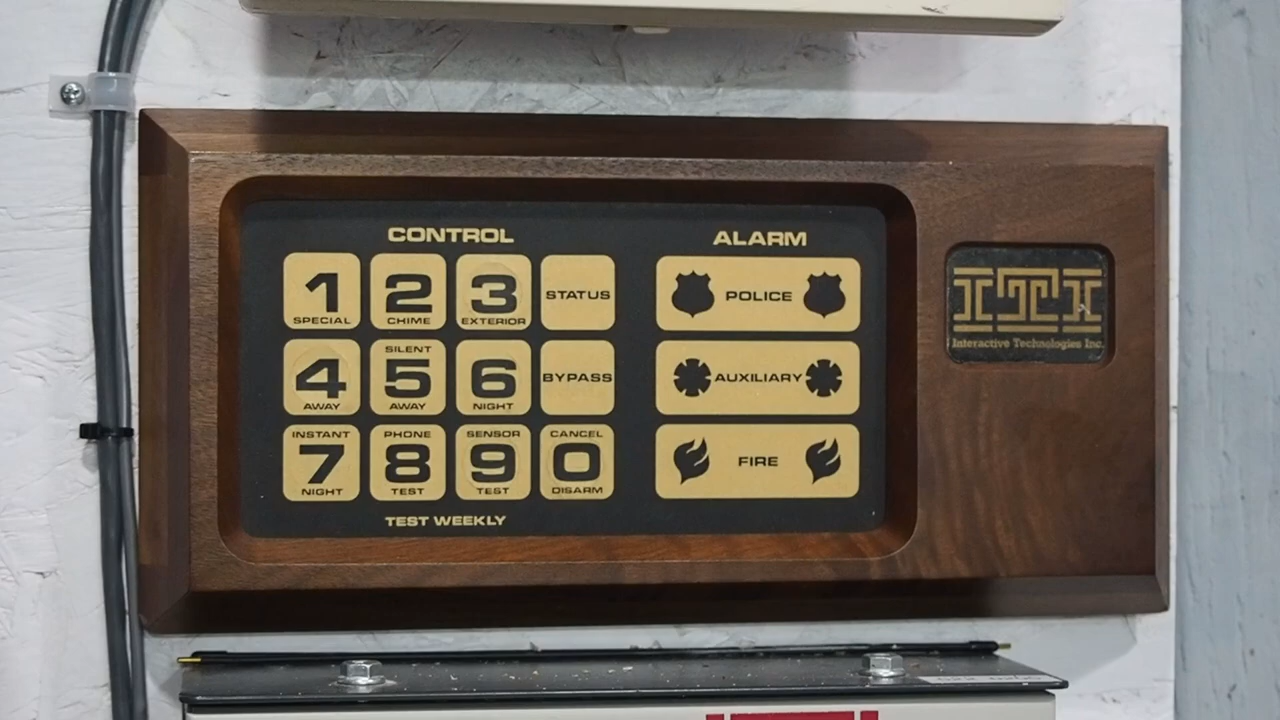 CONTROL
ALARM
1
SPECIAL
2
CHIME
3
EXTERIOR
STATUS
POLICE
ITI
Interactive Technologies Inc.
4
AWAY
SILENT
5
AWAY
6
NIGHT
BYPASS
AUXILIARY
INSTANT
7
NIGHT
PHONE
8
TEST
SENSOR
9
TEST
CANCEL
0
DISARM
FIRE
TEST WEEKLY